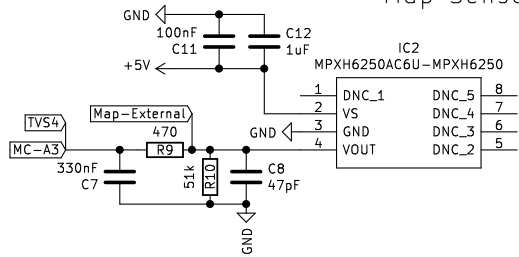 Map Senso
GND
100nF
C11
C12
1uF
+5V
IC2
MPXH6250AC6U-MPXH6250
1 DNC_1 DNC_5 8
2 VS DNC_4 7
GND 3 GND DNC_3 6
4 VOUT DNC_2 5
TVS4
Map-External
MC-A3
470
R9
330nF
C7
51k
R10
C8
47pF
GND